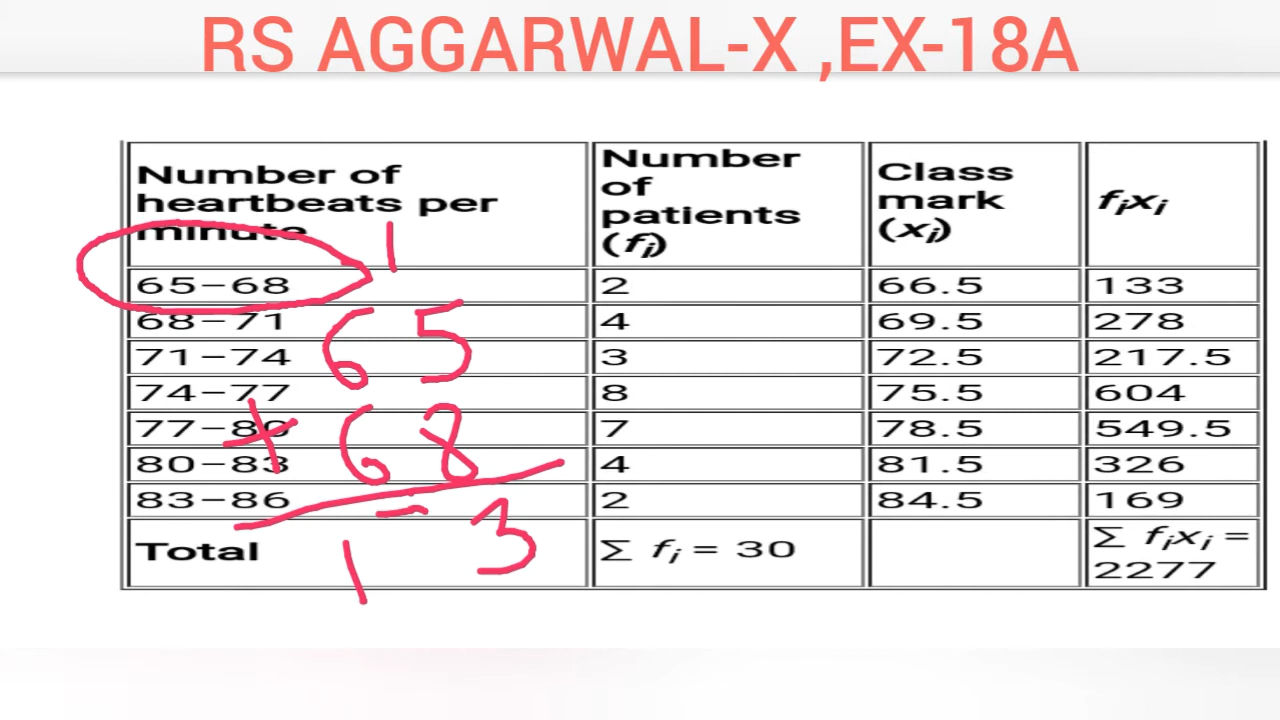 RS AGGARWAL-X ,EX-18A
Number of heartbeats per minute Number of patients (fᵢ) Class mark (xᵢ) fᵢxᵢ
65–68 2 66.5 133
68–71 4 69.5 278
71–74 3 72.5 217.5
74–77 8 75.5 604
77–80 7 78.5 549.5
80–83 4 81.5 326
83–86 2 84.5 169
Total ∑ fᵢ = 30 ∑ fᵢxᵢ = 2277
1
65
+ 68
1 3